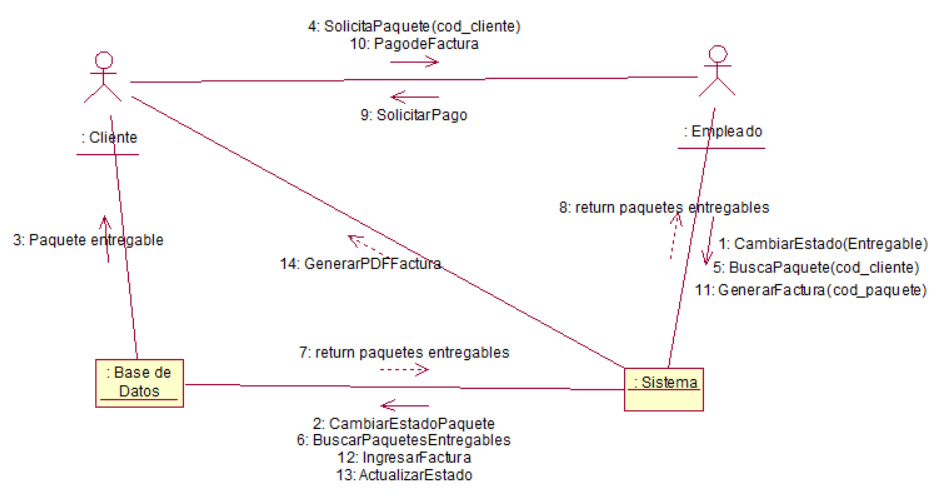 4: SolicitaPaquete(cod_cliente)
10: PagodeFactura
9: SolicitarPago
: Cliente
: Empleado
8: return paquetes entregables
3: Paquete entregable
1: CambiarEstado(Entregable)
14: GenerarPDFFactura
5: BuscaPaquete(cod_cliente)
11: GenerarFactura(cod_paquete)
7: return paquetes entregables
: Base de
Datos
: Sistema
2: CambiarEstadoPaquete
6: BuscarPaquetesEntregables
12: IngresarFactura
13: ActualizarEstado